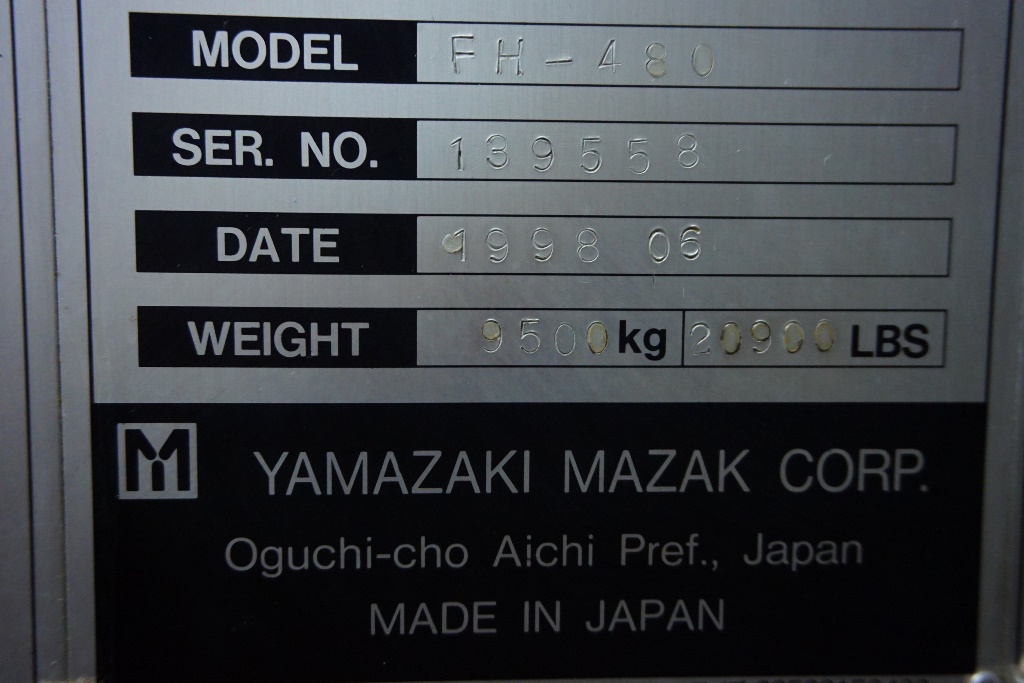 MODEL FH-480
SER. NO. 139558
DATE 1998 06
WEIGHT 9500 kg 20900 LBS
YAMAZAKI MAZAK CORP.
Oguchi-cho Aichi Pref., Japan
MADE IN JAPAN